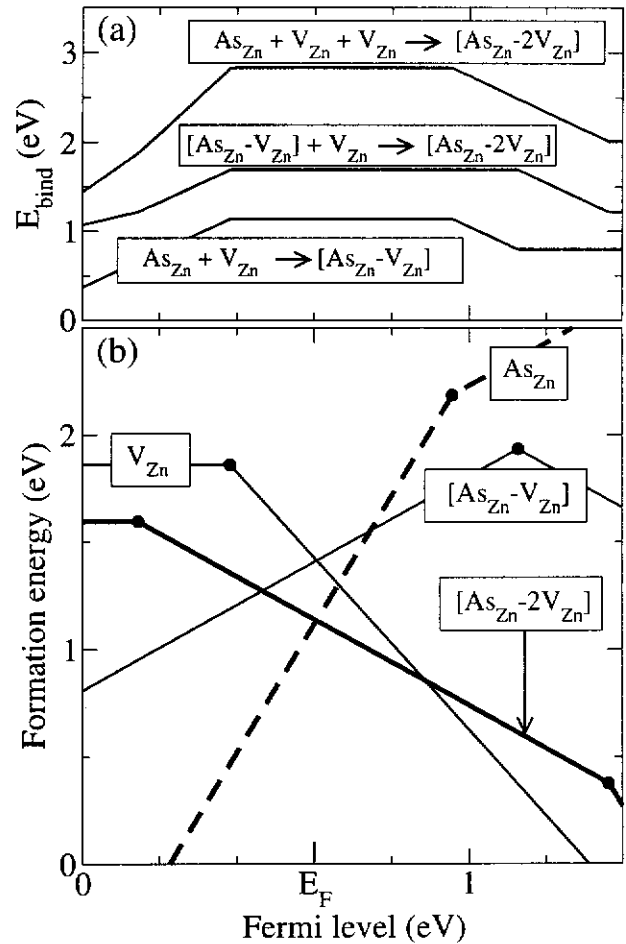 (a)
As_Zn + V_Zn + V_Zn → [As_Zn-2V_Zn]
[As_Zn-V_Zn] + V_Zn → [As_Zn-2V_Zn]
As_Zn + V_Zn → [As_Zn-V_Zn]
E_bind (eV)
3
2
1
0
(b)
As_Zn
V_Zn
[As_Zn-V_Zn]
[As_Zn-2V_Zn]
Formation energy (eV)
2
1
0
0 E_F 1
Fermi level (eV)